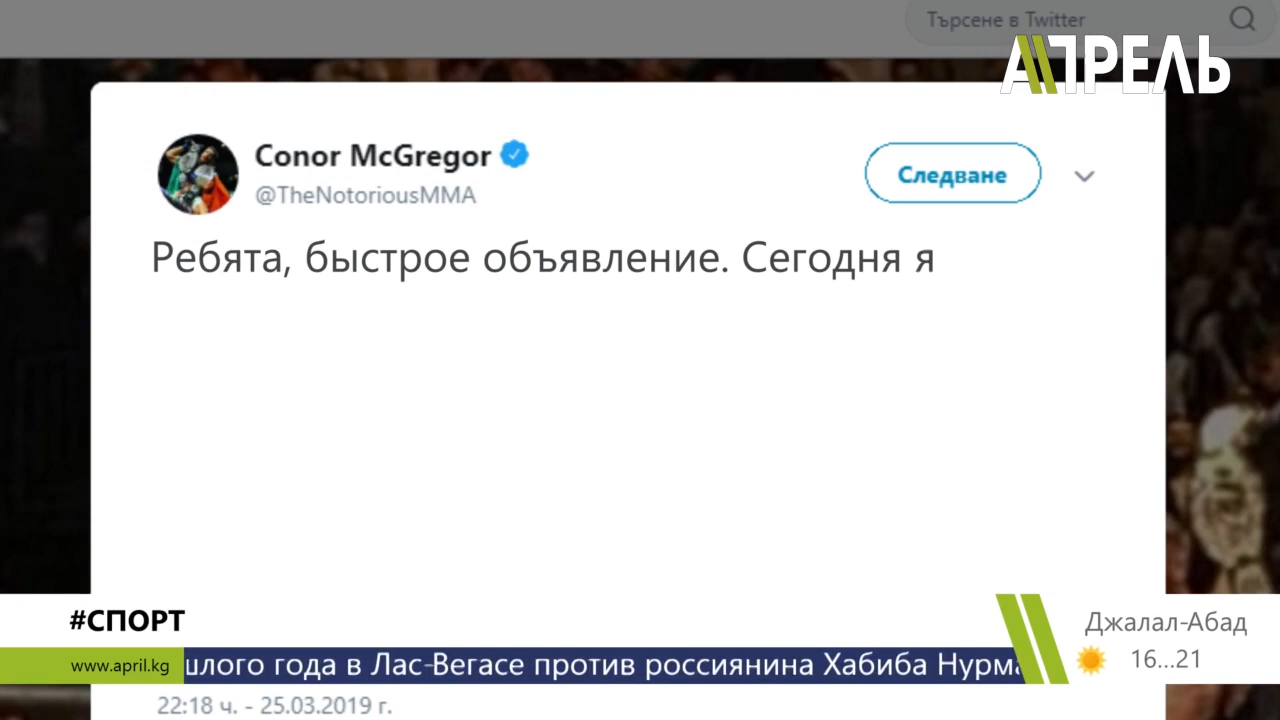 Търсене в Twitter
АПРЕЛЬ
Conor McGregor
@TheNotoriousMMA
Следване
Ребята, быстрое объявление. Сегодня я
#СПОРТ
Джалал-Абад
www.april.kg
шлого года в Лас-Вегасе против россиянина Хабиба Нурма
16...21
22:18 ч. - 25.03.2019 г.